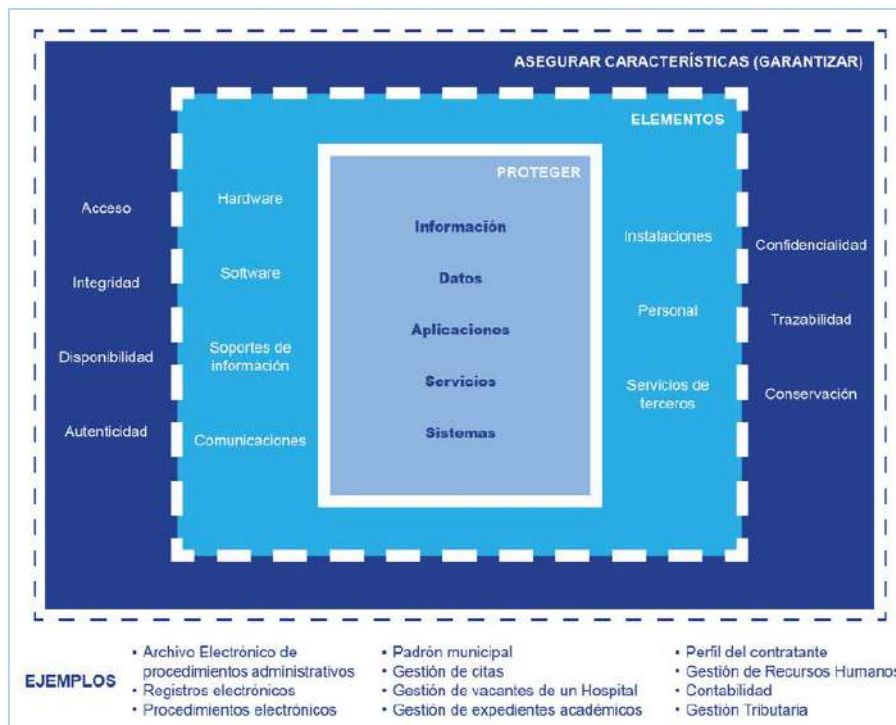 ASEGURAR CARACTERÍSTICAS (GARANTIZAR)
ELEMENTOS
PROTEGER
Acceso
Integridad
Disponibilidad
Autenticidad
Hardware
Software
Soportes de
información
Comunicaciones
Información
Datos
Aplicaciones
Servicios
Sistemas
Instalaciones
Personal
Servicios de
terceros
Confidencialidad
Trazabilidad
Conservación
EJEMPLOS
• Archivo Electrónico de
procedimientos administrativos
• Registros electrónicos
• Procedimientos electrónicos
• Padrón municipal
• Gestión de citas
• Gestión de vacantes de un Hospital
• Gestión de expedientes académicos
• Perfil del contratante
• Gestión de Recursos Humanos
• Contabilidad
• Gestión Tributaria